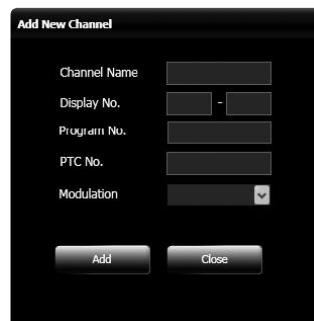 Add New Channel
Channel Name
Display No. -
Program No.
PTC No.
Modulation
Add Close